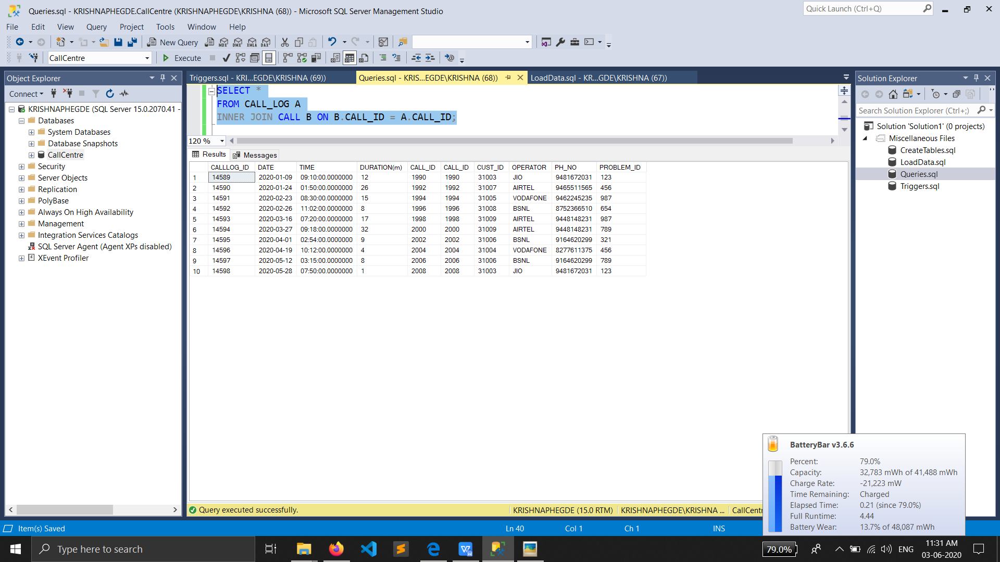 Queries.sql - KRISHNAPHEGDE.CallCentre (KRISHNAPHEGDE\KRISHNA (68)) - Microsoft SQL Server Management Studio
Quick Launch (Ctrl+Q)
File Edit View Query Project Tools Window Help
New Query MDX DMX XMLA DAX
CallCentre Execute
Object Explorer
Connect
KRISHNAPHEGDE (SQL Server 15.0.2070.41 -
Databases
System Databases
Database Snapshots
CallCentre
Security
Server Objects
Replication
PolyBase
Always On High Availability
Management
Integration Services Catalogs
SQL Server Agent (Agent XPs disabled)
XEvent Profiler
Triggers.sql - KRI...EGDE\KRISHNA (69)) Queries.sql - KRIS...EGDE\KRISHNA (68)) LoadData.sql - KR...GDE\KRISHNA (67))
SELECT *
FROM CALL_LOG A
INNER JOIN CALL B ON B.CALL_ID = A.CALL_ID;
120 %
Results Messages
CALLLOG_ID DATE TIME DURATION(m) CALL_ID CALL_ID CUST_ID OPERATOR PH_NO PROBLEM_ID
1 14589 2020-01-09 09:10:00.0000000 12 1990 1990 31003 JIO 9481672031 123
2 14590 2020-01-24 01:50:00.0000000 26 1992 1992 31007 AIRTEL 9465511565 456
3 14591 2020-02-23 08:30:00.0000000 15 1994 1994 31005 VODAFONE 9462245235 987
4 14592 2020-02-26 11:02:00.0000000 8 1996 1996 31008 BSNL 8752366510 654
5 14593 2020-03-16 07:20:00.0000000 17 1998 1998 31009 AIRTEL 9448148231 987
6 14594 2020-03-27 09:18:00.0000000 32 2000 2000 31009 AIRTEL 9448148231 789
7 14595 2020-04-01 02:54:00.0000000 9 2002 2002 31006 BSNL 9164620299 321
8 14596 2020-04-19 10:12:00.0000000 4 2004 2004 31004 VODAFONE 8277611375 456
9 14597 2020-05-12 03:15:00.0000000 8 2006 2006 31006 BSNL 9164620299 789
10 14598 2020-05-28 07:50:00.0000000 1 2008 2008 31003 JIO 9481672031 123
Query executed successfully. KRISHNAPHEGDE (15.0 RTM) KRISHNAPHEGDE\KRISHNA ... CallCentr
Solution Explorer
Search Solution Explorer (Ctrl+;)
Solution 'Solution1' (0 projects)
Miscellaneous Files
CreateTables.sql
LoadData.sql
Queries.sql
Triggers.sql
BatteryBar v3.6.6
Percent: 79.0%
Capacity: 32,783 mWh of 41,488 mWh
Charge Rate: -21,223 mW
Time Remaining: Charged
Elapsed Time: 0.21 (since 79.0%)
Full Runtime: 4.44
Battery Wear: 13.7% of 48,087 mWh
Item(s) Saved Ln 40 Col 1 Ch 1 INS
Type here to search
79.0%
ENG
11:31 AM
03-06-2020